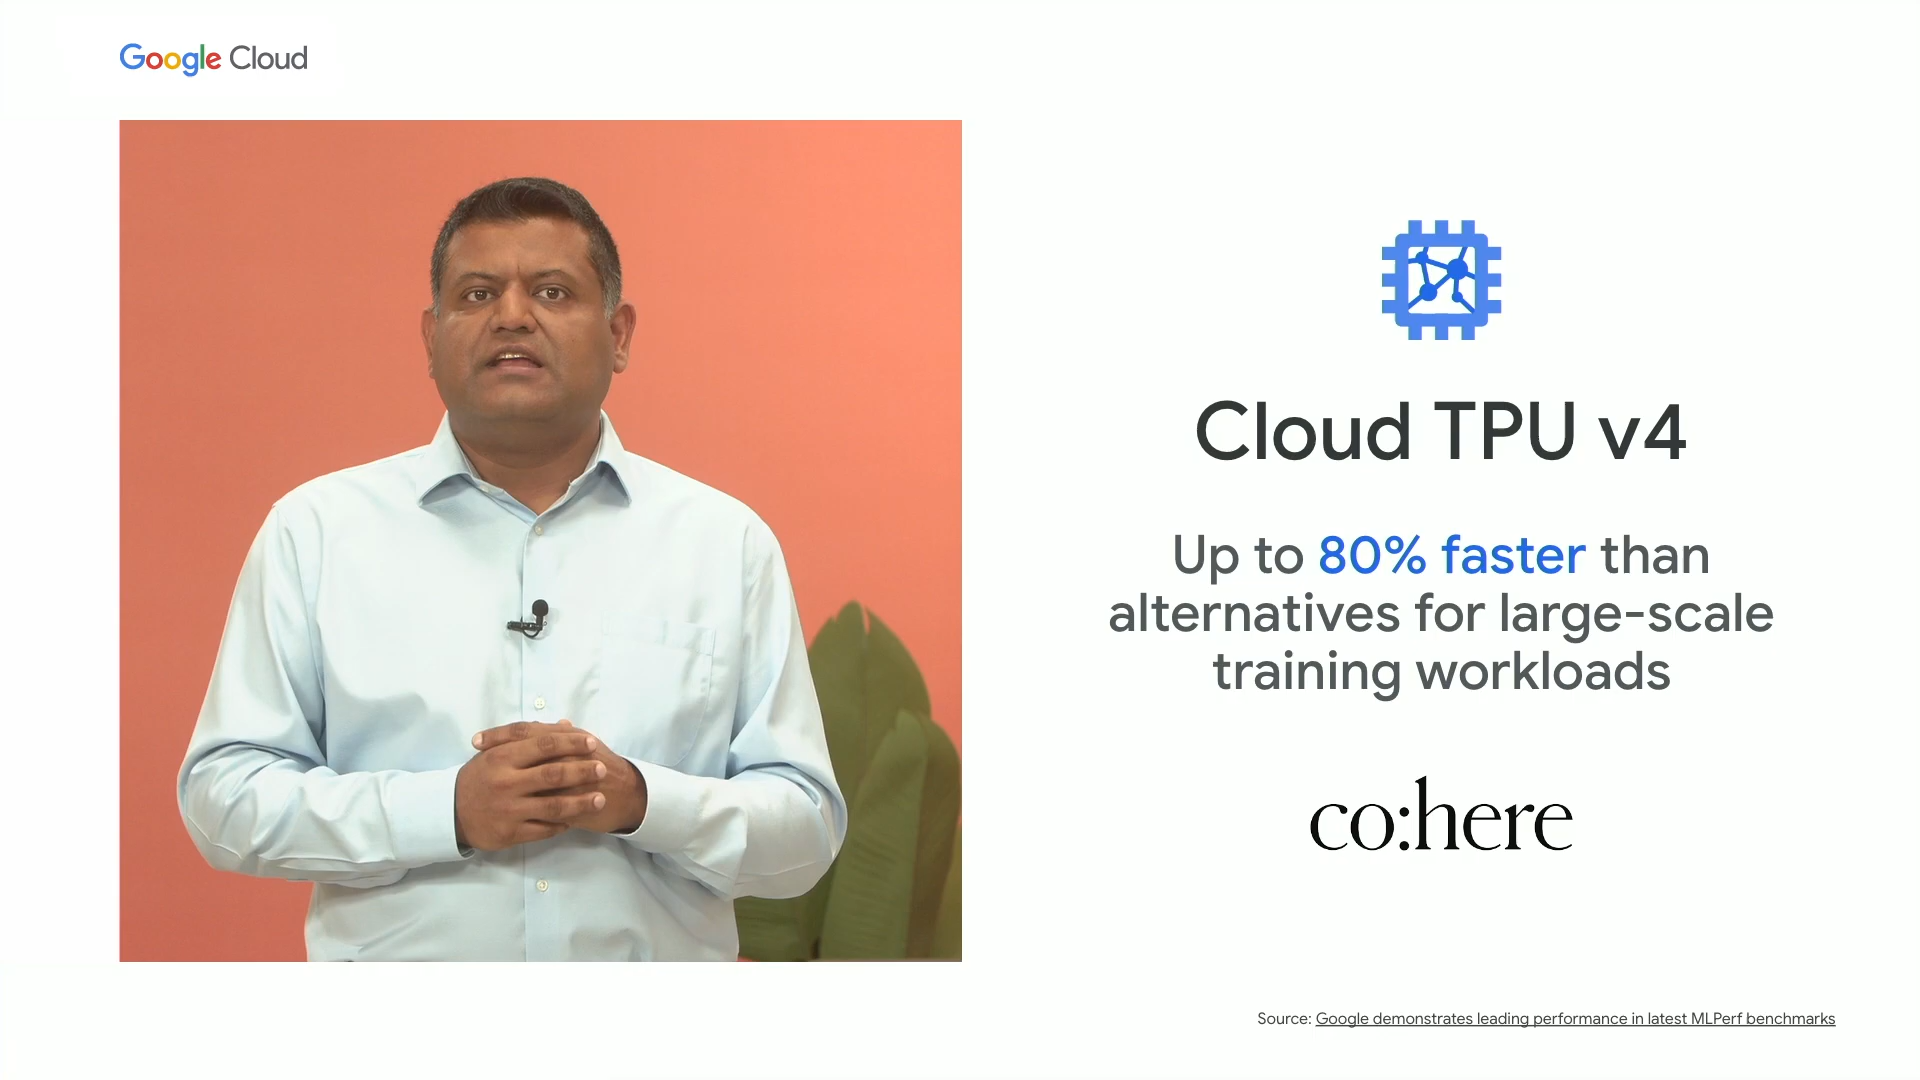 Google Cloud
Cloud TPU v4
Up to 80% faster than
alternatives for large-scale
training workloads
co:here
Source: Google demonstrates leading performance in latest MLPerf benchmarks